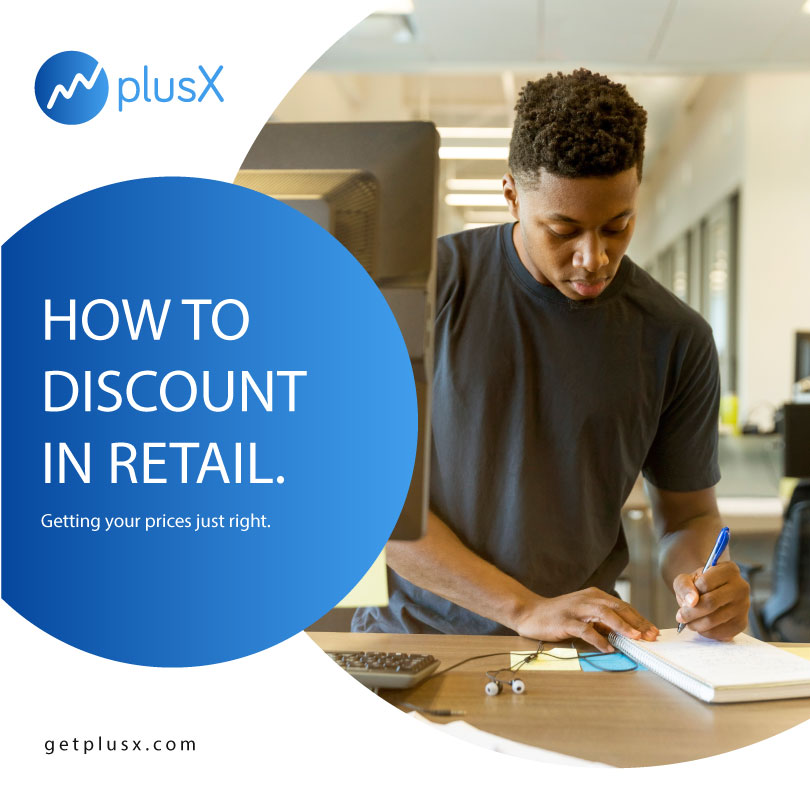 plusX
HOW TO
DISCOUNT
IN RETAIL.
Getting your prices just right.
getplusx.com